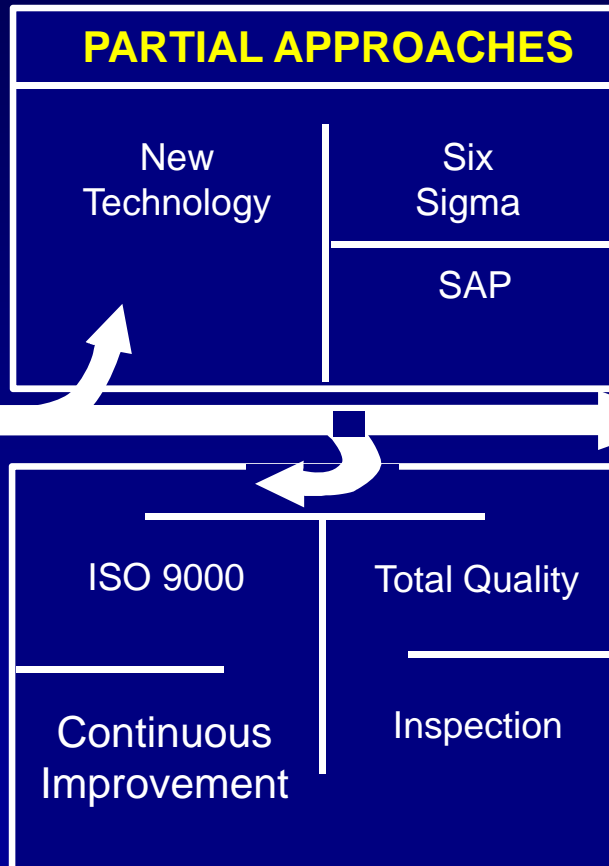 PARTIAL APPROACHES
New
Technology
Six
Sigma
SAP
ISO 9000
Total Quality
Continuous
Improvement
Inspection